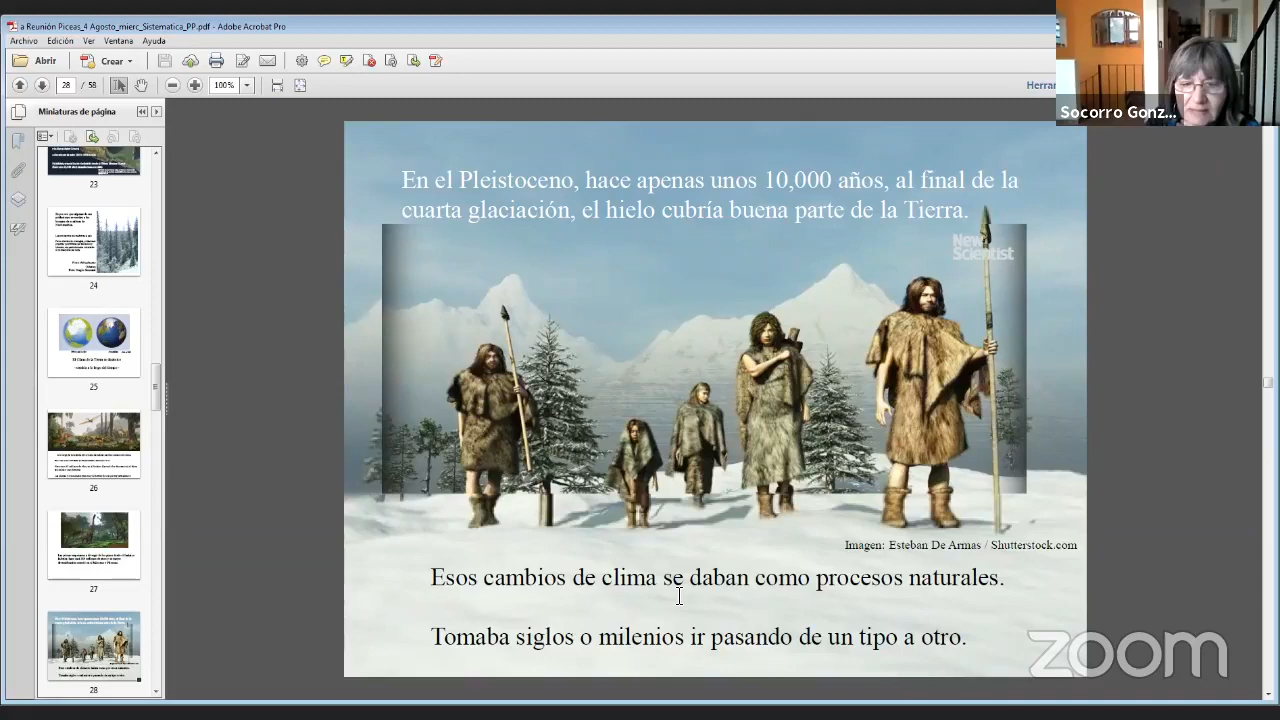 a Reunión Piceas_4 Agosto_mierc_Sistematica_PP.pdf - Adobe Acrobat Pro
Archivo Edición Ver Ventana Ayuda
Abrir Crear
28 / 58 100% Herrar
Miniaturas de página
Socorro Gonz...
23
24
25
26
27
28
En el Pleistoceno, hace apenas unos 10,000 años, al final de la
cuarta glaciación, el hielo cubría buena parte de la Tierra.
New
Scientist
Imagen: Esteban De Armas / Shutterstock.com
Esos cambios de clima se daban como procesos naturales.
Tomaba siglos o milenios ir pasando de un tipo a otro.
zoom